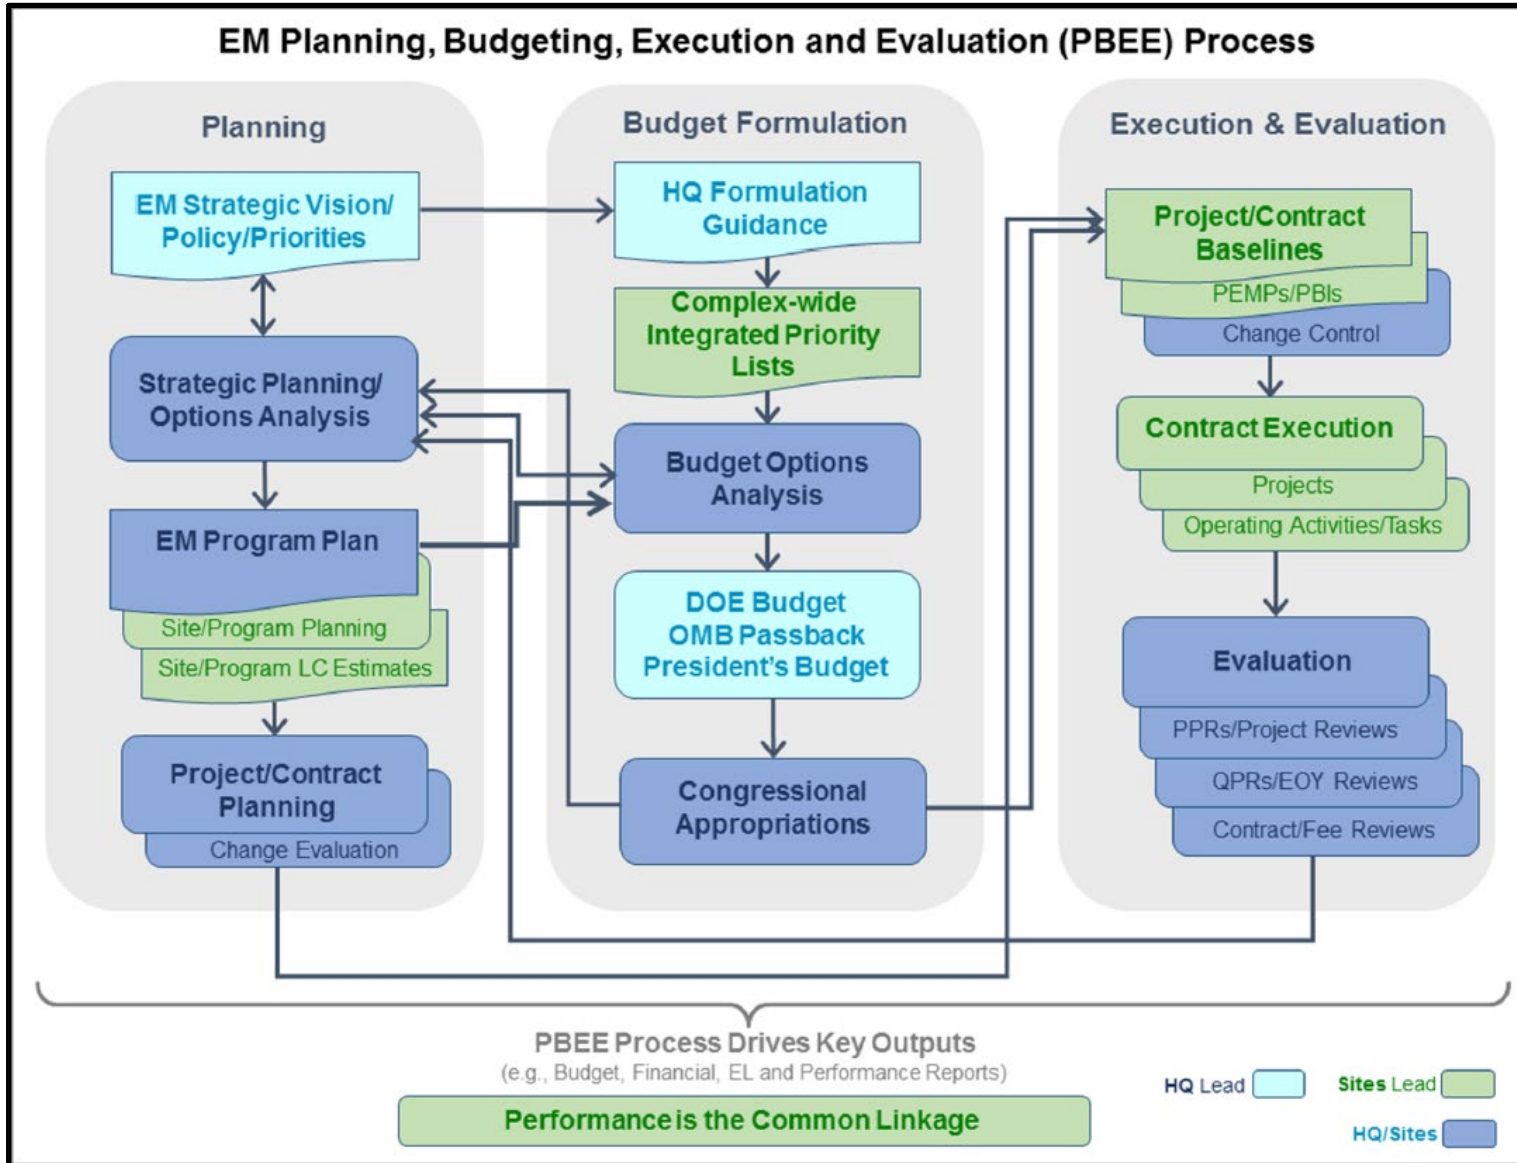 EM Planning, Budgeting, Execution and Evaluation (PBEE) Process
Planning
EM Strategic Vision/
Policy/Priorities
Strategic Planning/
Options Analysis
EM Program Plan
Site/Program Planning
Site/Program LC Estimates
Project/Contract
Planning
Change Evaluation
Budget Formulation
HQ Formulation
Guidance
Complex-wide
Integrated Priority
Lists
Budget Options
Analysis
DOE Budget
OMB Passback
President's Budget
Congressional
Appropriations
Execution & Evaluation
Project/Contract
Baselines
PEMPs/PBIs
Change Control
Contract Execution
Projects
Operating Activities/Tasks
Evaluation
PPRs/Project Reviews
QPRs/EOY Reviews
Contract/Fee Reviews
PBEE Process Drives Key Outputs
(e.g., Budget, Financial, EL and Performance Reports)
Performance is the Common Linkage
HQ Lead
Sites Lead
HQ/Sites